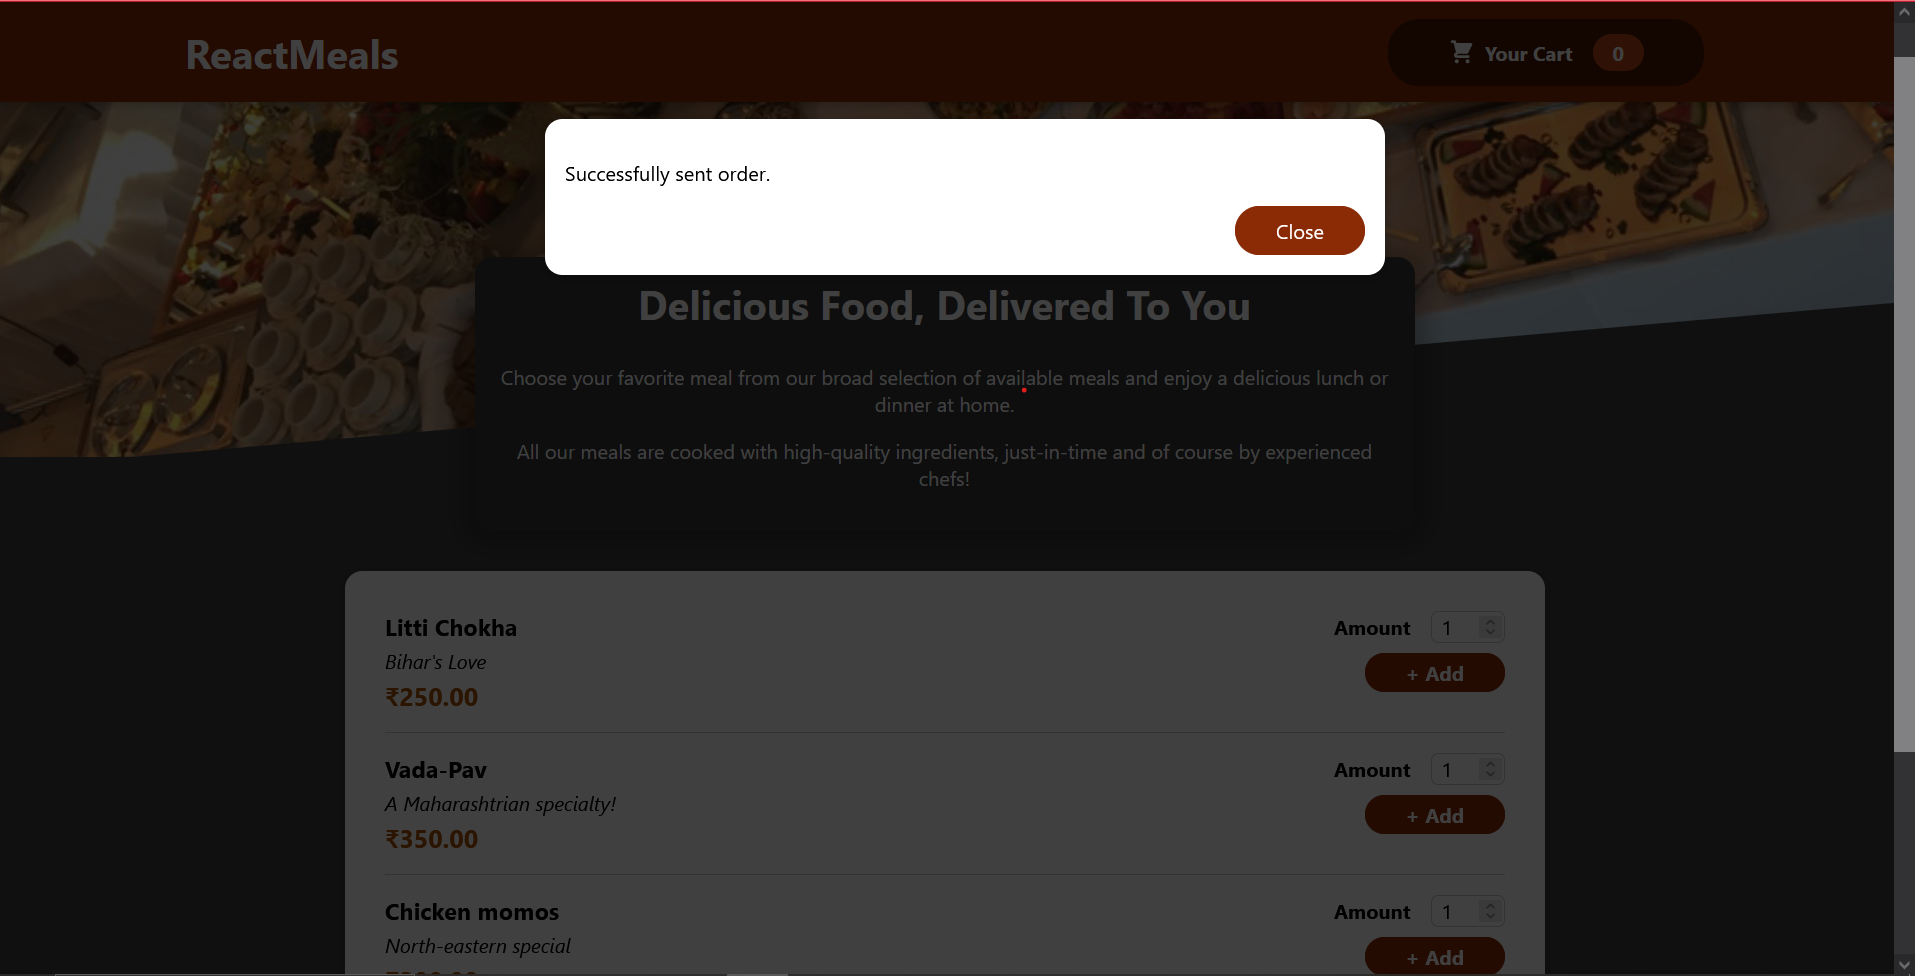 ReactMeals
Your Cart 0
Successfully sent order.
Close
Delicious Food, Delivered To You
Choose your favorite meal from our broad selection of available meals and enjoy a delicious lunch or
dinner at home.
All our meals are cooked with high-quality ingredients, just-in-time and of course by experienced
chefs!
Litti Chokha
Bihar's Love
₹250.00
Amount 1
+ Add
Vada-Pav
A Maharashtrian specialty!
₹350.00
Amount 1
+ Add
Chicken momos
North-eastern special
Amount 1
+ Add